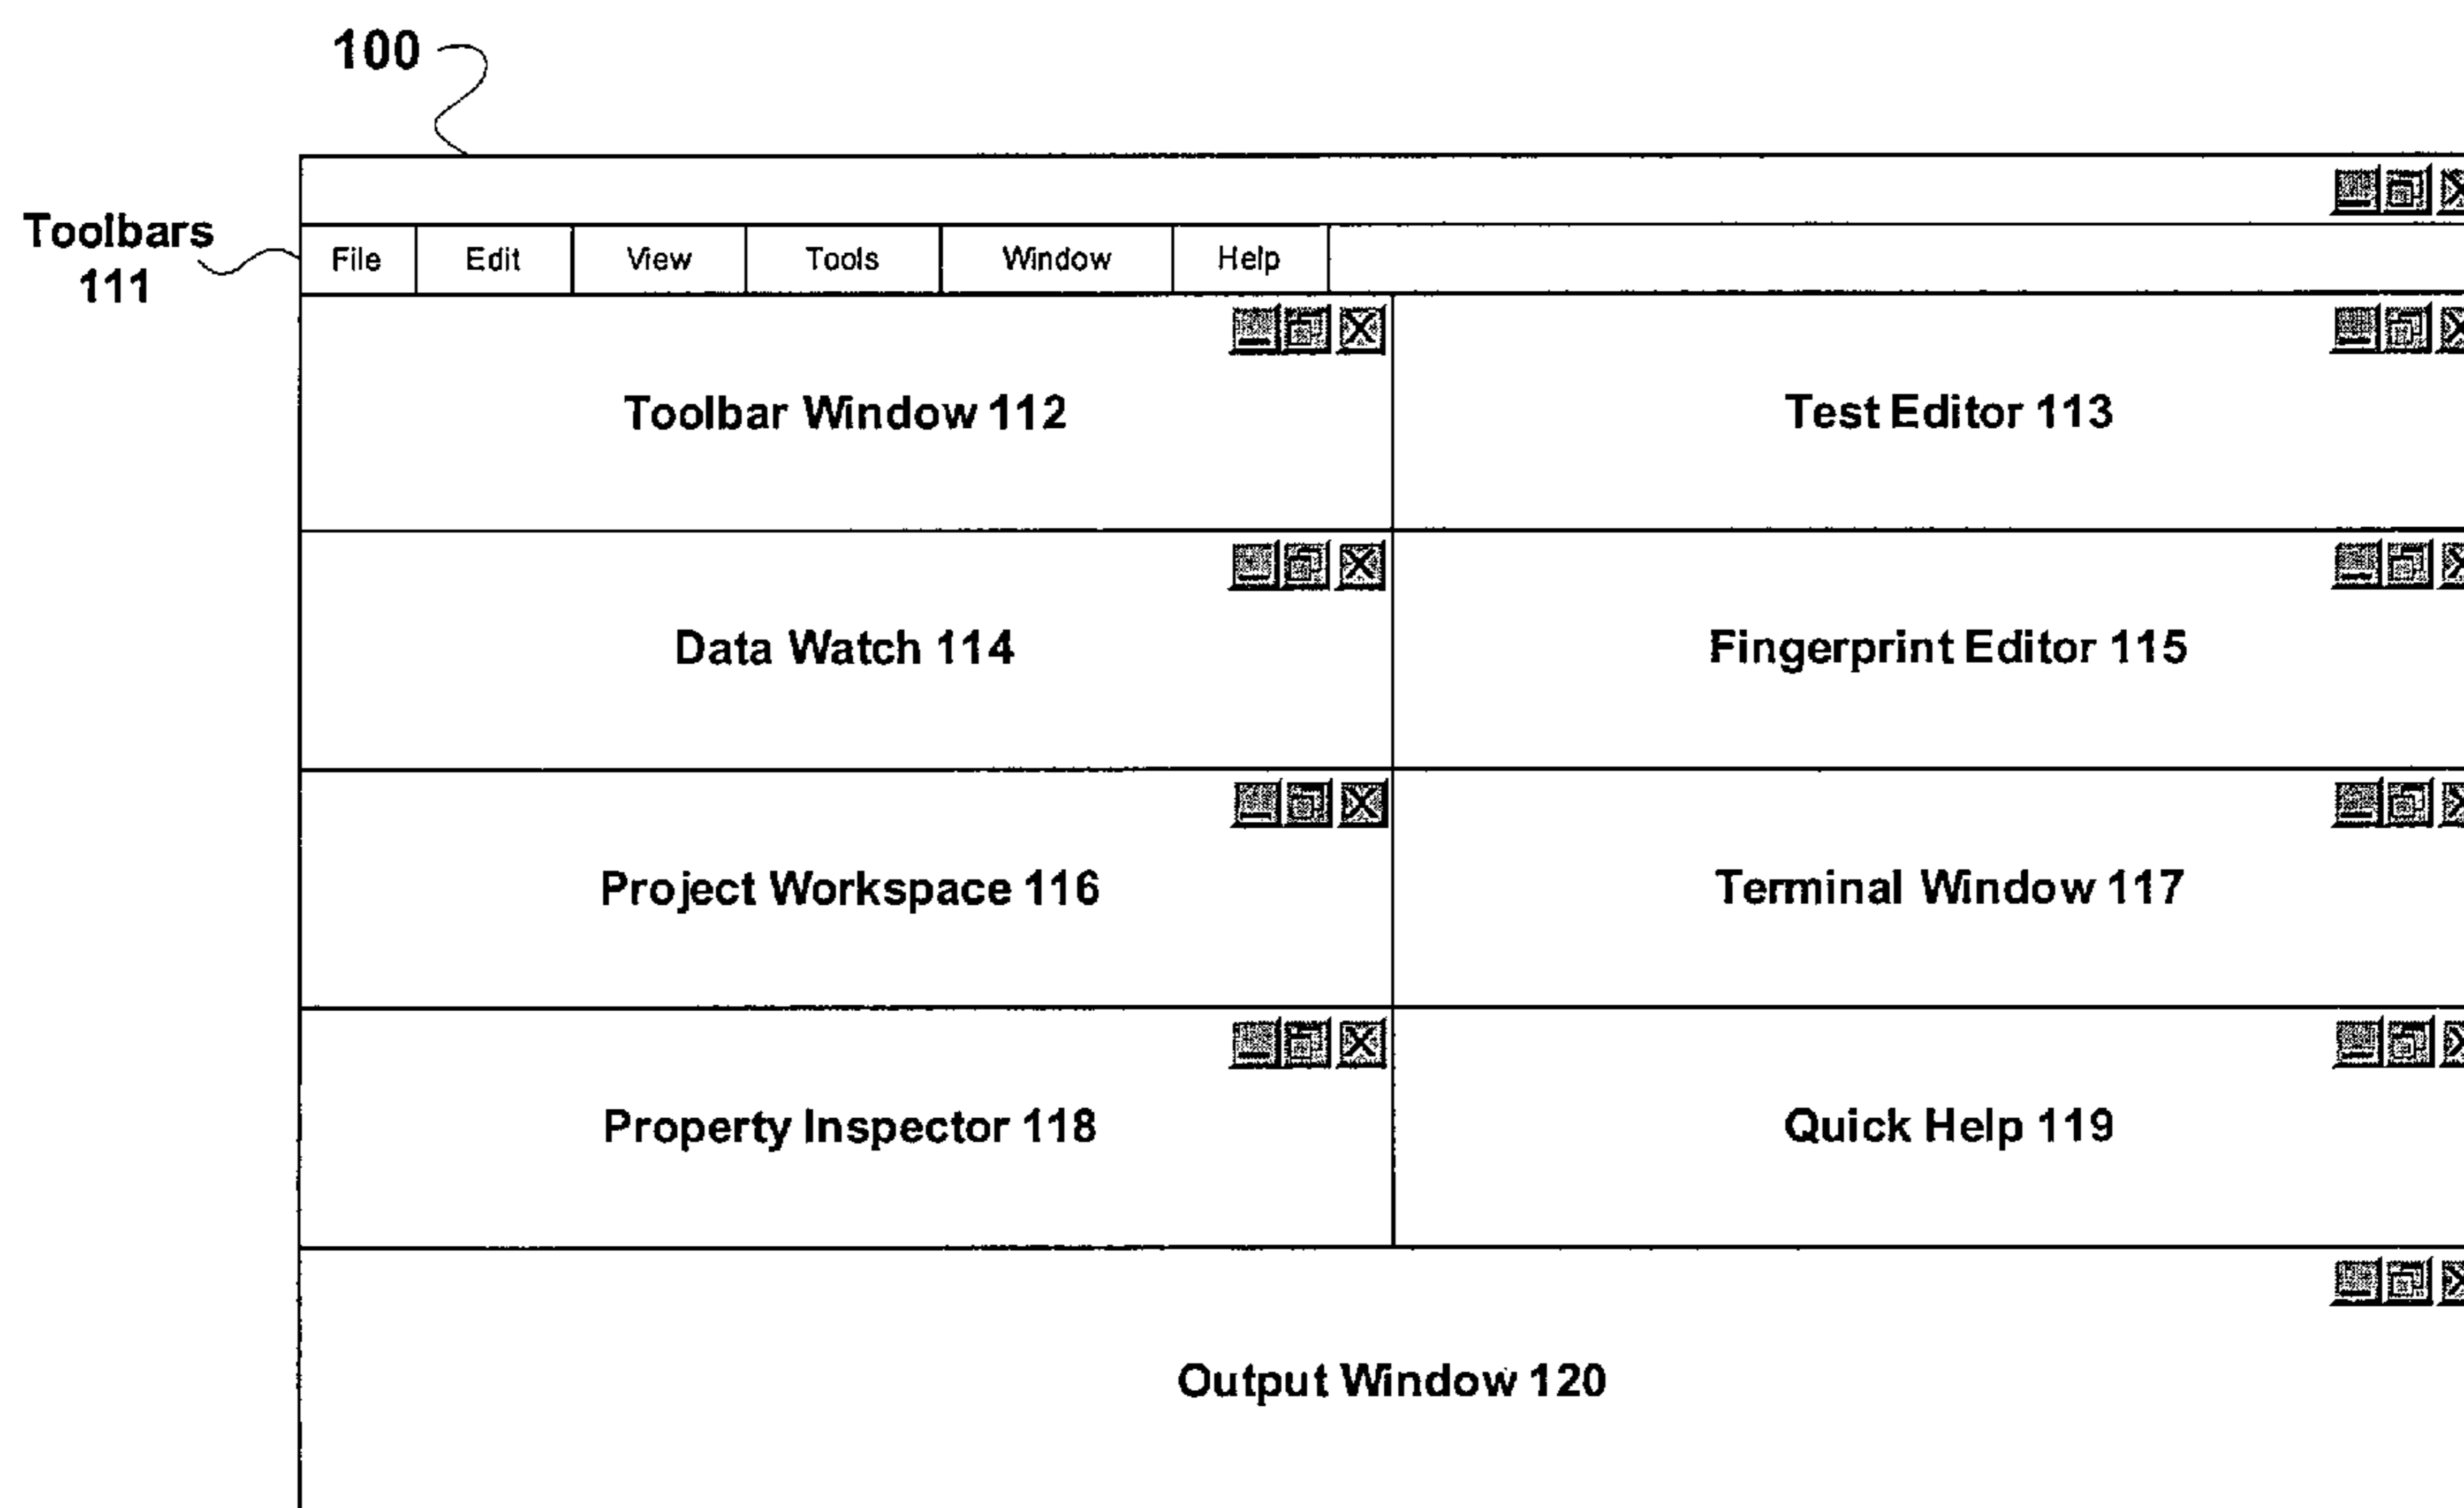 100
Toolbars
111
File Edit View Tools Window Help
Toolbar Window 112
Test Editor 113
Data Watch 114
Fingerprint Editor 115
Project Workspace 116
Terminal Window 117
Property Inspector 118
Quick Help 119
Output Window 120